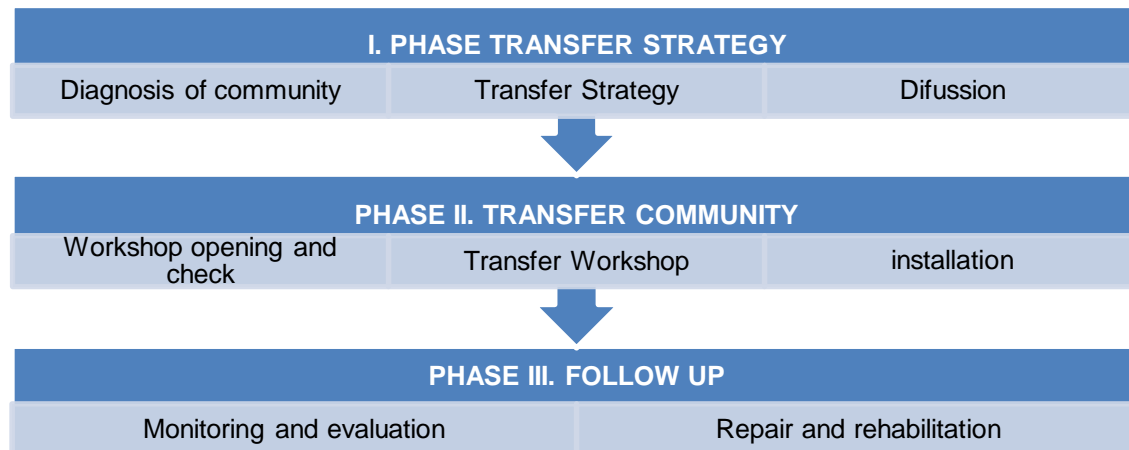 I. PHASE TRANSFER STRATEGY
Diagnosis of community
Transfer Strategy
Difussion
PHASE II. TRANSFER COMMUNITY
Workshop opening and
check
Transfer Workshop
installation
PHASE III. FOLLOW UP
Monitoring and evaluation
Repair and rehabilitation